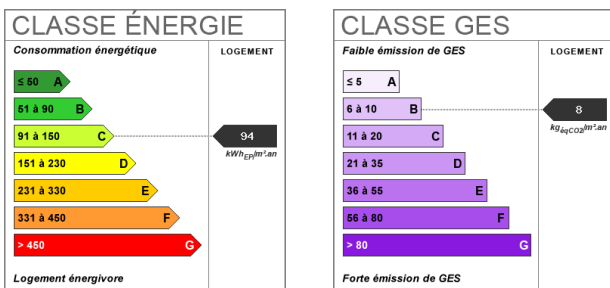 CLASSE ÉNERGIE
Consommation énergétique
LOGEMENT
≤ 50 A
51 à 90 B
91 à 150 C
94
kWhEP/m².an
151 à 230 D
231 à 330 E
331 à 450 F
> 450 G
Logement énergivore
CLASSE GES
Faible émission de GES
LOGEMENT
≤ 5 A
6 à 10 B
8
kgéqCO2/m².an
11 à 20 C
21 à 35 D
36 à 55 E
56 à 80 F
> 80 G
Forte émission de GES